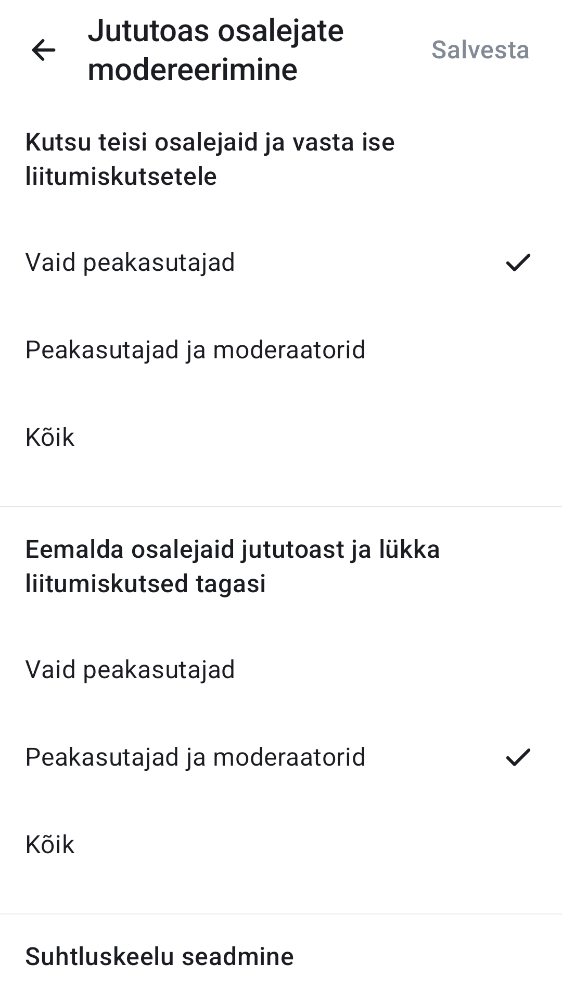 Jututoas osalejate
modereerimine
Salvesta
Kutsu teisi osalejaid ja vasta ise
liitumiskutsetele
Vaid peakasutajad
Peakasutajad ja moderaatorid
Kõik
Eemalda osalejaid jututoast ja lükka
liitumiskutsed tagasi
Vaid peakasutajad
Peakasutajad ja moderaatorid
Kõik
Suhtluskeelu seadmine